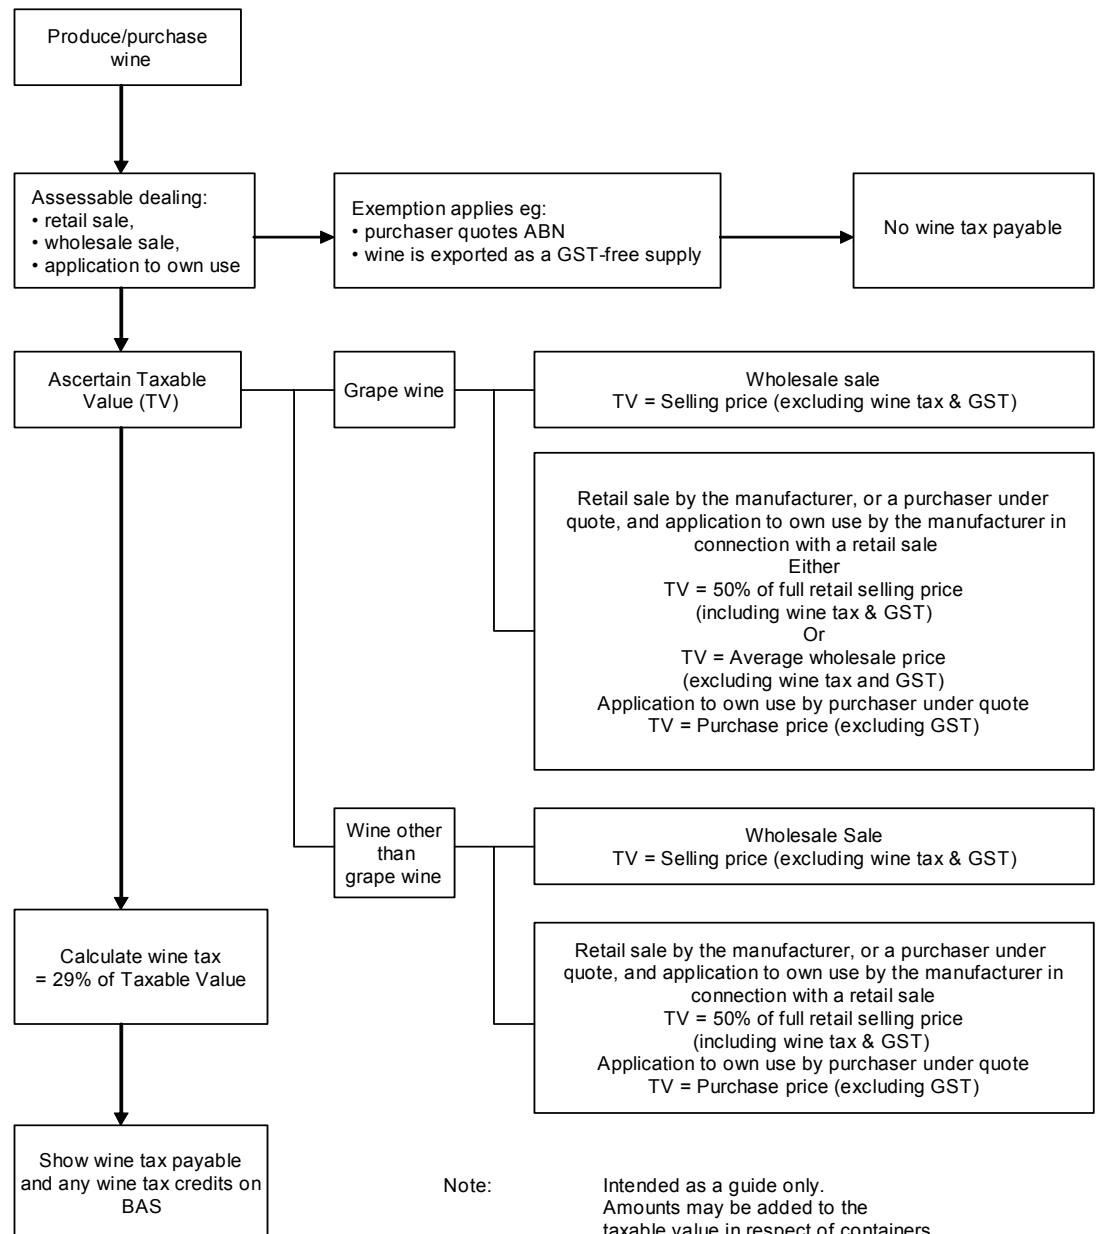 Produce/purchase
wine
Assessable dealing:
• retail sale,
• wholesale sale,
• application to own use
Exemption applies eg:
• purchaser quotes ABN
• wine is exported as a GST-free supply
No wine tax payable
Ascertain Taxable
Value (TV)
Grape wine
Wholesale sale
TV = Selling price (excluding wine tax & GST)
Retail sale by the manufacturer, or a purchaser under
quote, and application to own use by the manufacturer in
connection with a retail sale
Either
TV = 50% of full retail selling price
(including wine tax & GST)
Or
TV = Average wholesale price
(excluding wine tax and GST)
Application to own use by purchaser under quote
TV = Purchase price (excluding GST)
Wine other
than
grape wine
Wholesale Sale
TV = Selling price (excluding wine tax & GST)
Calculate wine tax
= 29% of Taxable Value
Retail sale by the manufacturer, or a purchaser under
quote, and application to own use by the manufacturer in
connection with a retail sale
TV = 50% of full retail selling price
(including wine tax & GST)
Application to own use by purchaser under quote
TV = Purchase price (excluding GST)
Show wine tax payable
and any wine tax credits on
BAS
Note:
Intended as a guide only.
Amounts may be added to the
taxable value in respect of containers